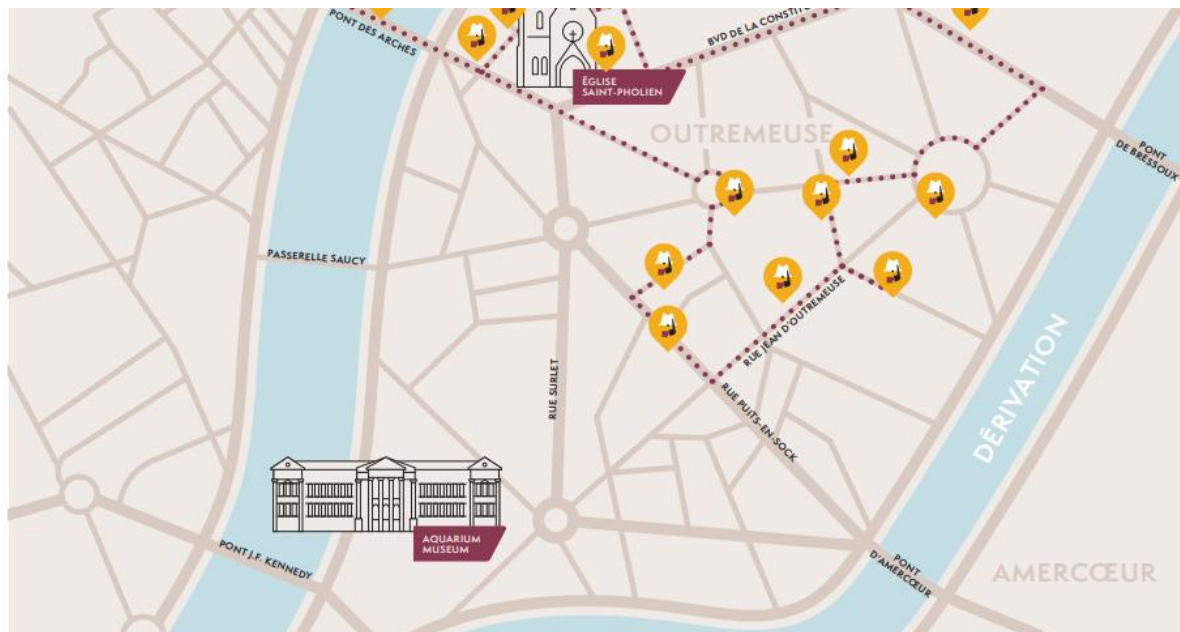 PONT DES ARCHES
BVD DE LA CONSTITU
ÉGLISE
SAINT-PHOLIEN
OUTREMEUSE
PONT
DE BRESSOUX
PASSERELLE SAUCY
RUE JEAN D'OUTREMEUSE
RUE SURLET
RUE PUITS-EN-SOCK
DÉRIVATION
AQUARIUM
MUSEUM
PONT J.F. KENNEDY
PONT
D'AMERCŒUR
AMERCŒUR